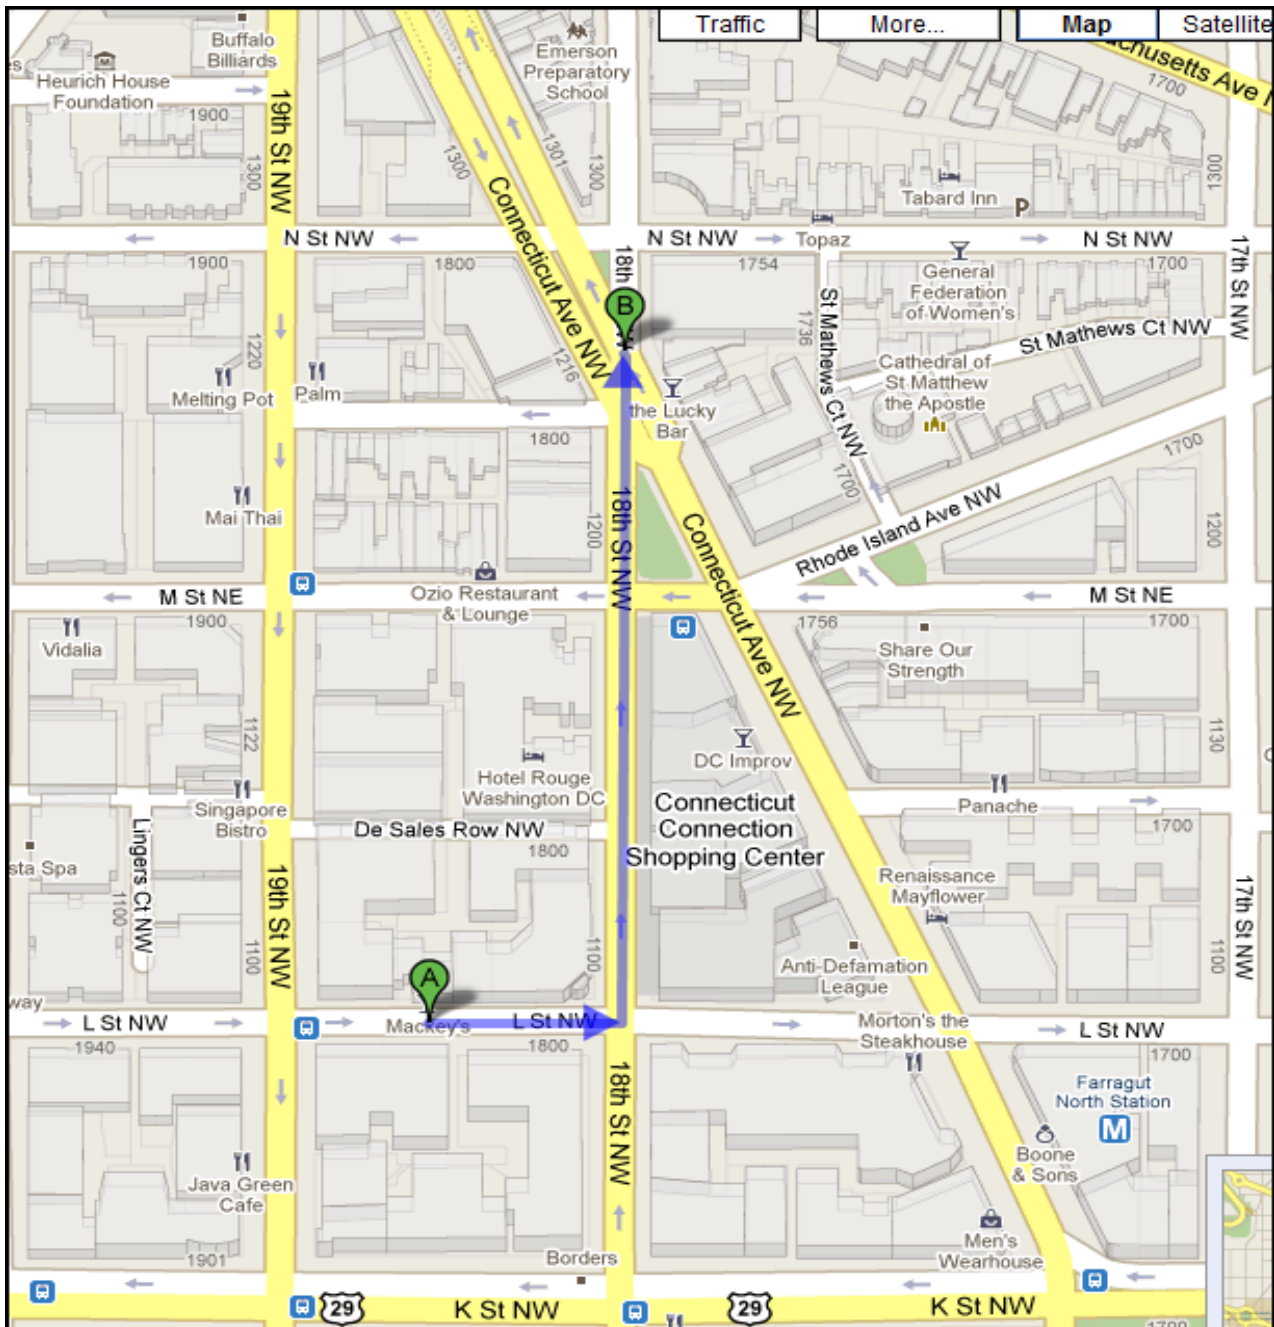 Traffic
More...
Map
Satellite
Buffalo
Billiards
Heurich House
Foundation
Emerson
Preparatory
School
chusetts Ave N
1700
1900
19th St NW
1300
1300
1301
1300
Connecticut Ave NW
Tabard Inn
P
1300
N St NW
N St NW
Topaz
N St NW
18th
17th St NW
1900
1800
1754
1700
General
Federation
of Women's
B
St Mathews Ct NW
St Mathews Ct NW
1220
1216
1736
Melting Pot
Palm
Cathedral of
St Matthew
the Apostle
the Lucky
Bar
1800
1700
1700
Mai Thai
1200
18th St NW
Connecticut Ave NW
Rhode Island Ave NW
1200
M St NE
Ozio Restaurant
& Lounge
M St NE
1900
1756
1700
Vidalia
Share Our
Strength
1122
1130
DC Improv
Hotel Rouge
Washington DC
Singapore
Bistro
De Sales Row NW
Connecticut
Connection
Shopping Center
Panache
1700
Lingers Ct NW
sta Spa
1800
Renaissance
Mayflower
19th St NW
17th St NW
1100
1100
1100
1100
A
Anti-Defamation
League
way
L St NW
Mackey's
L St NW
Morton's the
Steakhouse
L St NW
1940
1800
1700
18th St NW
Farragut
North Station
M
Boone
& Sons
Java Green
Cafe
Men's
Wearhouse
1901
Borders
29
K St NW
29
K St NW